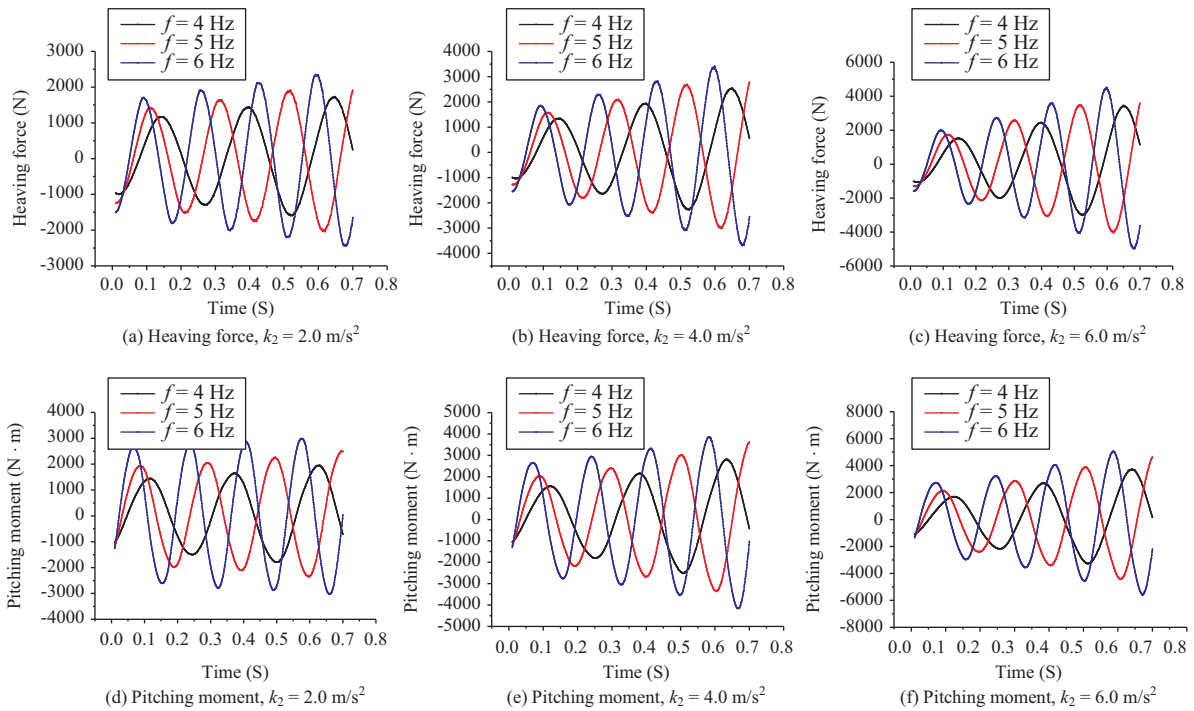 f = 4 Hz
f = 5 Hz
f = 6 Hz
3000
2000
1000
0
-1000
-2000
-3000
Heaving force (N)
0.0 0.1 0.2 0.3 0.4 0.5 0.6 0.7 0.8
Time (S)
(a) Heaving force, k2 = 2.0 m/s²
f = 4 Hz
f = 5 Hz
f = 6 Hz
4000
3000
2000
1000
0
-1000
-2000
-3000
-4000
Heaving force (N)
0.0 0.1 0.2 0.3 0.4 0.5 0.6 0.7 0.8
Time (S)
(b) Heaving force, k2 = 4.0 m/s²
f = 4 Hz
f = 5 Hz
f = 6 Hz
6000
4000
2000
0
-2000
-4000
6000
Heaving force (N)
0.0 0.1 0.2 0.3 0.4 0.5 0.6 0.7 0.8
Time (S)
(c) Heaving force, k2 = 6.0 m/s²
f = 4 Hz
f = 5 Hz
f = 6 Hz
4000
3000
2000
1000
0
-1000
-2000
-3000
-4000
Pitching moment (N · m)
0.0 0.1 0.2 0.3 0.4 0.5 0.6 0.7 0.8
Time (S)
(d) Pitching moment, k2 = 2.0 m/s²
f = 4 Hz
f = 5 Hz
f = 6 Hz
5000
4000
3000
2000
1000
0
-1000
-2000
-3000
-4000
-5000
Pitching moment (N · m)
0.0 0.1 0.2 0.3 0.4 0.5 0.6 0.7 0.8
Time (S)
(e) Pitching moment, k2 = 4.0 m/s²
f = 4 Hz
f = 5 Hz
f = 6 Hz
8000
6000
4000
2000
0
-2000
-4000
-6000
-8000
Pitching moment (N · m)
0.0 0.1 0.2 0.3 0.4 0.5 0.6 0.7 0.8
Time (S)
(f) Pitching moment, k2 = 6.0 m/s²